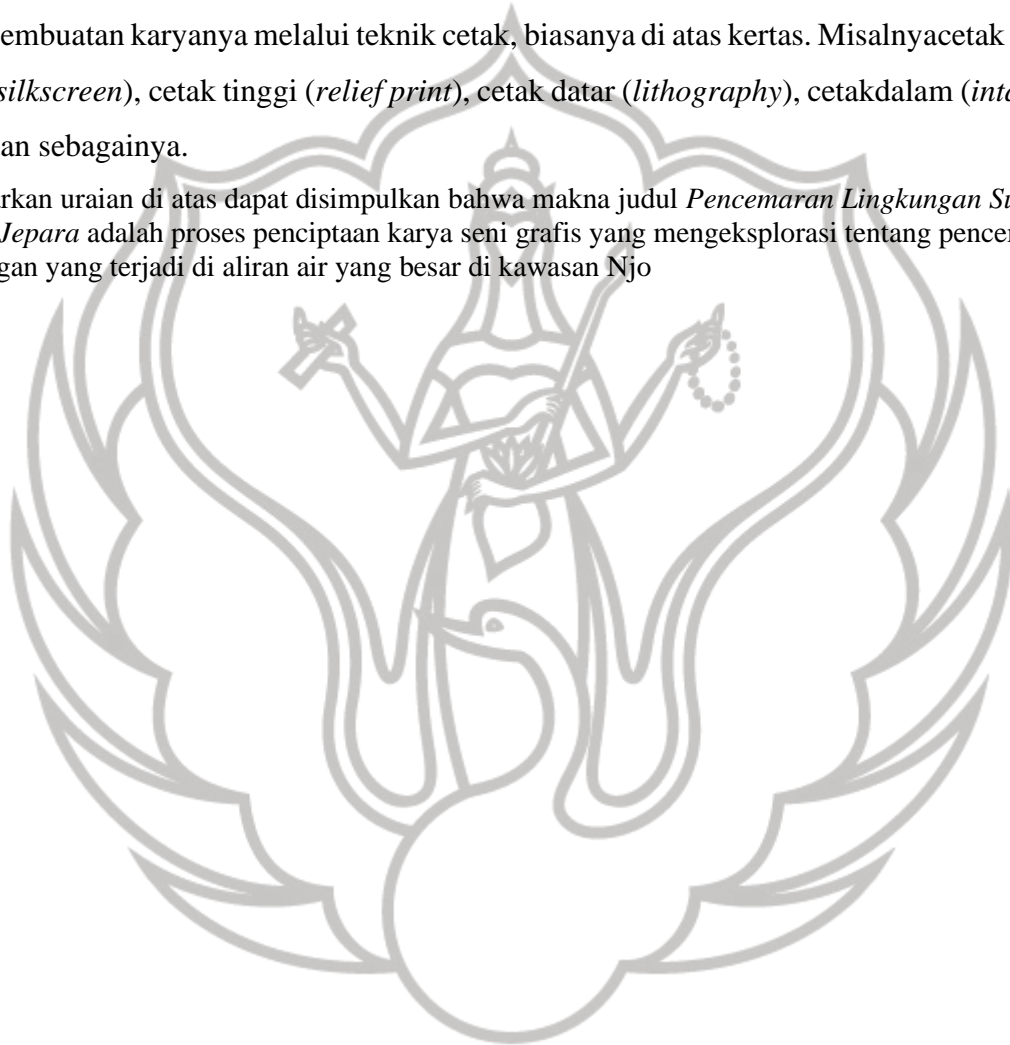 embuatan karyanya melalui teknik cetak, biasanya di atas kertas. Misalnyacetak
silkscreen), cetak tinggi (relief print), cetak datar (lithography), cetakdalam (inta
an sebagainya.
arkan uraian di atas dapat disimpulkan bahwa makna judul Pencemaran Lingkungan Su
Jepara adalah proses penciptaan karya seni grafis yang mengeksplorasi tentang pencer
gan yang terjadi di aliran air yang besar di kawasan Njo